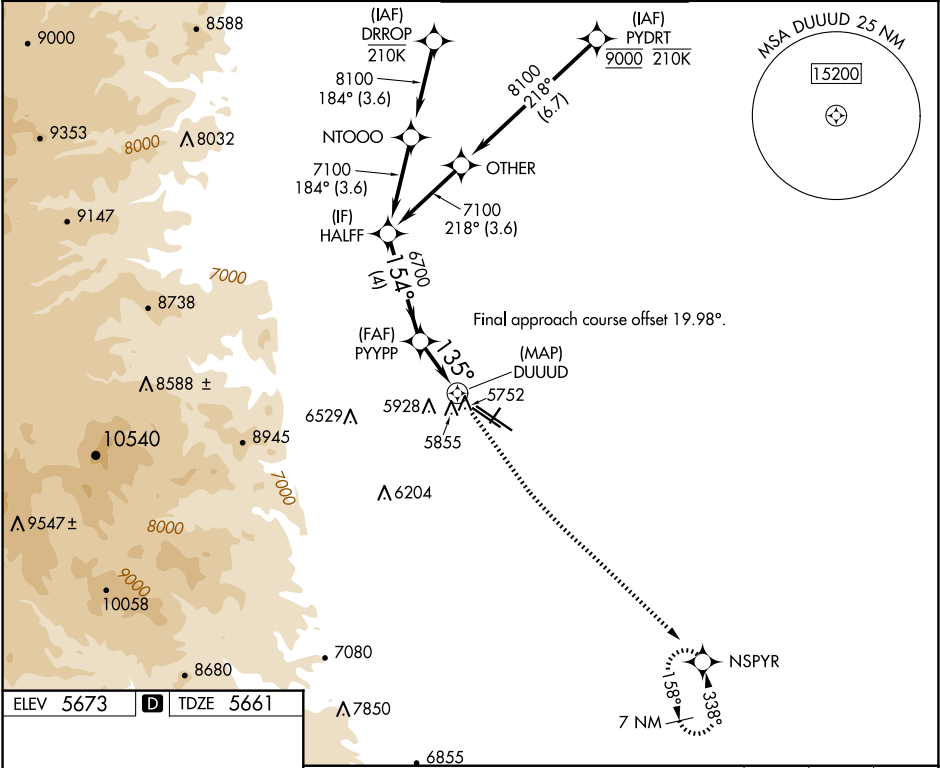 9000
8588
(IAF)
DRROP
210K
(IAF)
PYDRT
9000 210K
MSA DUUUD 25 NM
15200
8100
184° (3.6)
8100
218°
(6.7)
9353
8000
8032
NTOOO
OTHER
7100
184° (3.6)
7100
218° (3.6)
9147
(IF)
HALFF
6700
154°
(4)
7000
8738
Final approach course offset 19.98°.
(FAF)
PYYPP
135°
(MAP)
DUUUD
8588 ±
5752
6529
5928
5855
10540
8945
7000
6204
9547±
8000
9000
10058
7080
8680
NSPYR
158°
338°
7 NM
ELEV 5673
D
TDZE 5661
7850
6855